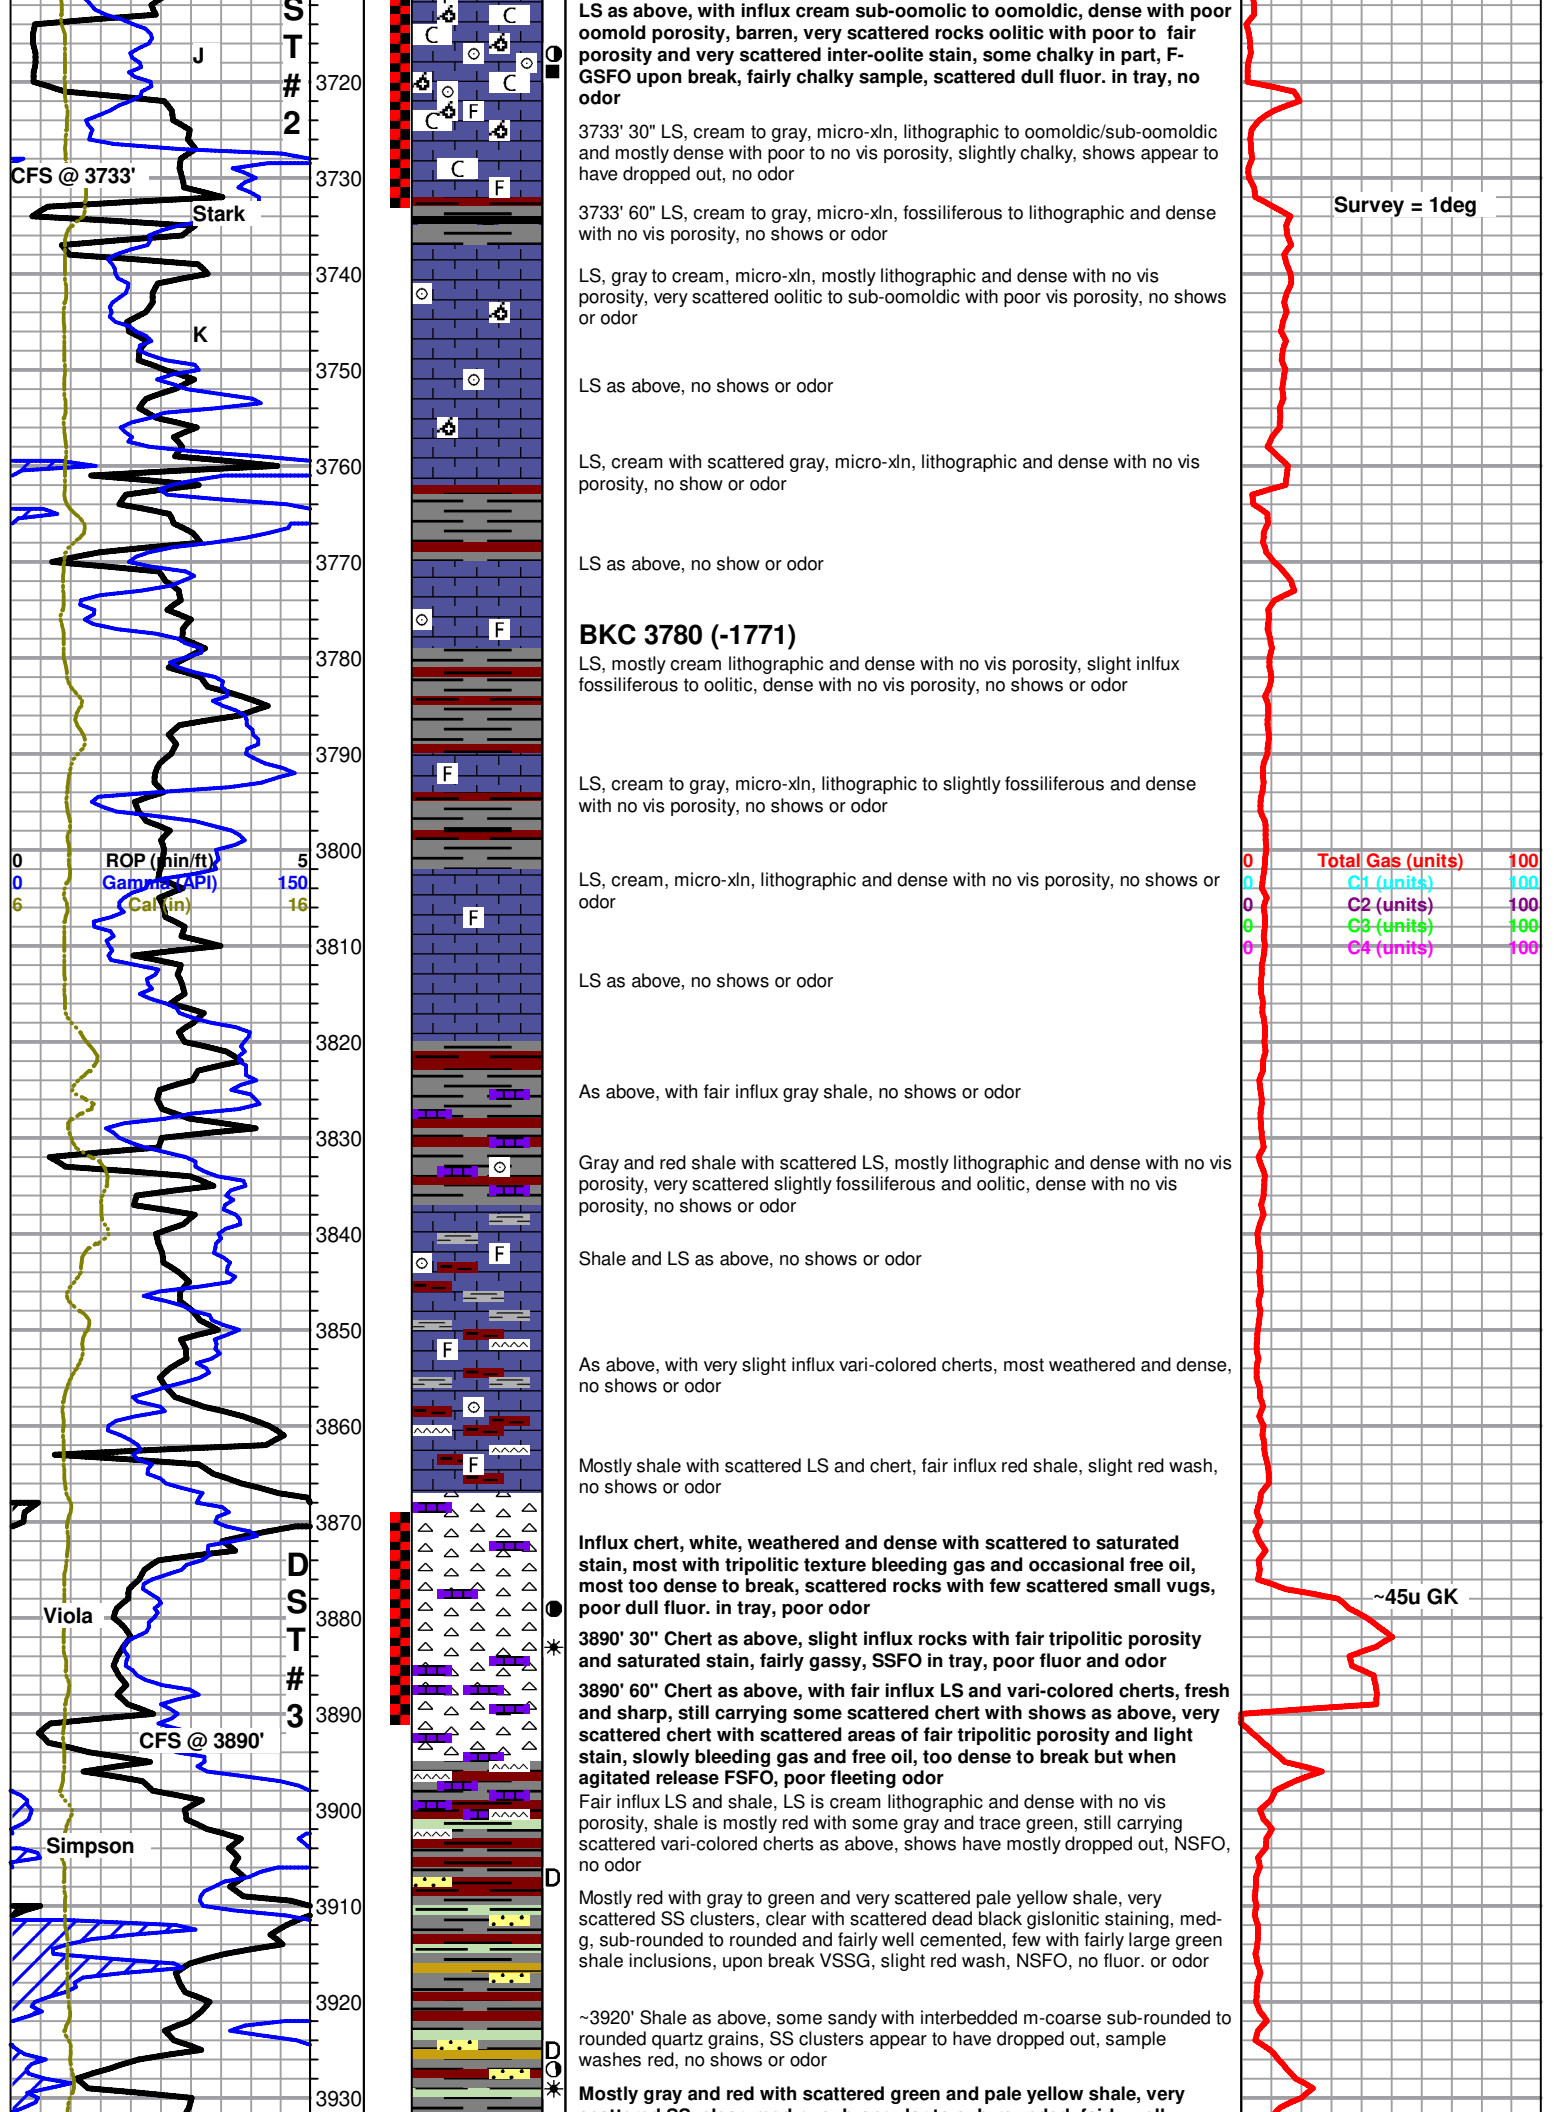 LS as above, with influx cream sub-oomolic to oomoldic, dense with poor
oomold porosity, barren, very scattered rocks oolitic with poor to fair
porosity and very scattered inter-oolite stain, some chalky in part, F-
GSFO upon break, fairly chalky sample, scattered dull fluor. in tray, no
odor
S
T
#
2
J
C
C
C
C
F
C
F
3720
3730
CFS @ 3733'
Stark
3733' 30" LS, cream to gray, micro-xln, lithographic to oomoldic/sub-oomoldic
and mostly dense with poor to no vis porosity, slightly chalky, shows appear to
have dropped out, no odor
3733' 60" LS, cream to gray, micro-xln, fossiliferous to lithographic and dense
with no vis porosity, no shows or odor
Survey = 1deg
3740
LS, gray to cream, micro-xln, mostly lithographic and dense with no vis
porosity, very scattered oolitic to sub-oomoldic with poor vis porosity, no shows
or odor
K
3750
LS as above, no shows or odor
3760
LS, cream with scattered gray, micro-xln, lithographic and dense with no vis
porosity, no show or odor
3770
LS as above, no show or odor
F
BKC 3780 (-1771)
3780
LS, mostly cream lithographic and dense with no vis porosity, slight inlfux
fossiliferous to oolitic, dense with no vis porosity, no shows or odor
3790
F
LS, cream to gray, micro-xln, lithographic to slightly fossiliferous and dense
with no vis porosity, no shows or odor
3800
0 ROP (min/ft) 5
0 Gamma (API) 150
6 Cal (in) 16
0 Total Gas (units) 100
0 C1 (units) 100
0 C2 (units) 100
0 C3 (units) 100
0 C4 (units) 100
LS, cream, micro-xln, lithographic and dense with no vis porosity, no shows or
odor
F
3810
LS as above, no shows or odor
3820
As above, with fair influx gray shale, no shows or odor
3830
Gray and red shale with scattered LS, mostly lithographic and dense with no vis
porosity, very scattered slightly fossiliferous and oolitic, dense with no vis
porosity, no shows or odor
3840
F
Shale and LS as above, no shows or odor
3850
F
As above, with very slight influx vari-colored cherts, most weathered and dense,
no shows or odor
3860
F
Mostly shale with scattered LS and chert, fair influx red shale, slight red wash,
no shows or odor
3870
D
S
T
#
3
Influx chert, white, weathered and dense with scattered to saturated
stain, most with tripolitic texture bleeding gas and occasional free oil,
most too dense to break, scattered rocks with few scattered small vugs,
poor dull fluor. in tray, poor odor
~45u GK
Viola
3880
3890' 30" Chert as above, slight influx rocks with fair tripolitic porosity
and saturated stain, fairly gassy, SSFO in tray, poor fluor and odor
3890' 60" Chert as above, with fair influx LS and vari-colored cherts, fresh
and sharp, still carrying some scattered chert with shows as above, very
scattered chert with scattered areas of fair tripolitic porosity and light
stain, slowly bleeding gas and free oil, too dense to break but when
agitated release FSFO, poor fleeting odor
3890
CFS @ 3890'
Fair influx LS and shale, LS is cream lithographic and dense with no vis
porosity, shale is mostly red with some gray and trace green, still carrying
scattered vari-colored cherts as above, shows have mostly dropped out, NSFO,
no odor
3900
Simpson
D
Mostly red with gray to green and very scattered pale yellow shale, very
scattered SS clusters, clear with scattered dead black gislonitic staining, med-
g, sub-rounded to rounded and fairly well cemented, few with fairly large green
shale inclusions, upon break VSSG, slight red wash, NSFO, no fluor. or odor
3910
3920
~3920' Shale as above, some sandy with interbedded m-coarse sub-rounded to
rounded quartz grains, SS clusters appear to have dropped out, sample
washes red, no shows or odor
D
3930
Mostly gray and red with scattered green and pale yellow shale, very